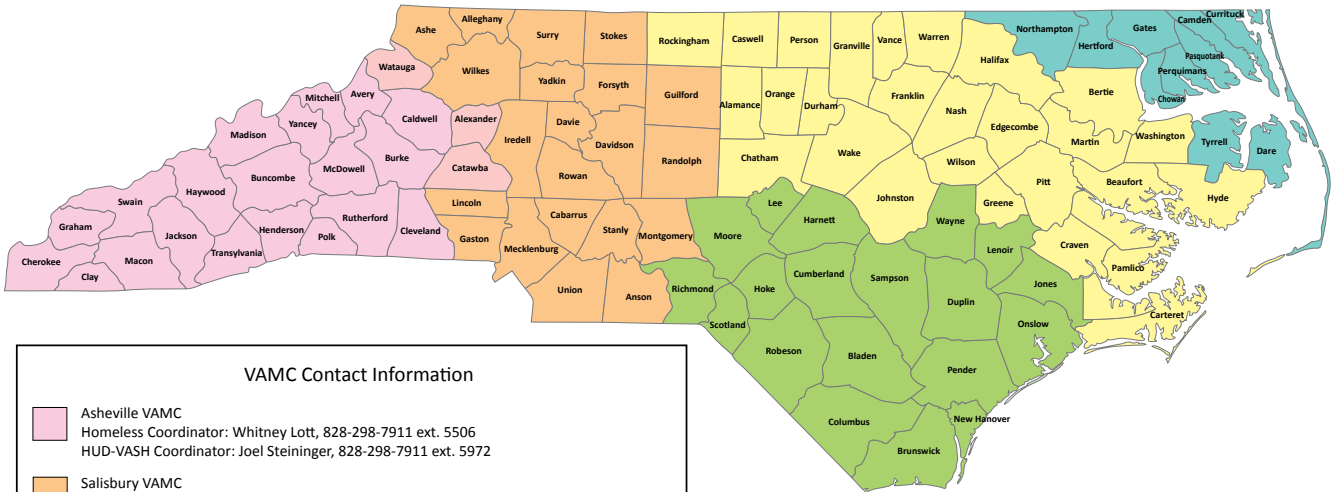 Ashe
Alleghany
Surry
Stokes
Rockingham
Caswell
Person
Granville
Vance
Warren
Northampton
Hertford
Gates
Camden
Currituck
Pasquotank
Perquimans
Chowan
Halifax
Bertie
Watauga
Wilkes
Yadkin
Forsyth
Guilford
Alamance
Orange
Durham
Franklin
Nash
Edgecombe
Martin
Washington
Tyrrell
Dare
Mitchell
Avery
Caldwell
Alexander
Iredell
Davie
Davidson
Randolph
Chatham
Wake
Wilson
Pitt
Beaufort
Hyde
Madison
Yancey
McDowell
Burke
Catawba
Rowan
Johnston
Greene
Swain
Haywood
Buncombe
Rutherford
Cleveland
Lincoln
Gaston
Cabarrus
Stanly
Montgomery
Moore
Lee
Harnett
Wayne
Lenoir
Craven
Pamlico
Graham
Cherokee
Clay
Macon
Jackson
Transylvania
Henderson
Polk
Mecklenburg
Union
Anson
Richmond
Scotland
Hoke
Cumberland
Sampson
Duplin
Jones
Onslow
Carteret
Robeson
Bladen
Pender
Columbus
Brunswick
New Hanover
VAMC Contact Information
Asheville VAMC
Homeless Coordinator: Whitney Lott, 828-298-7911 ext. 5506
HUD-VASH Coordinator: Joel Steininger, 828-298-7911 ext. 5972
Salisbury VAMC